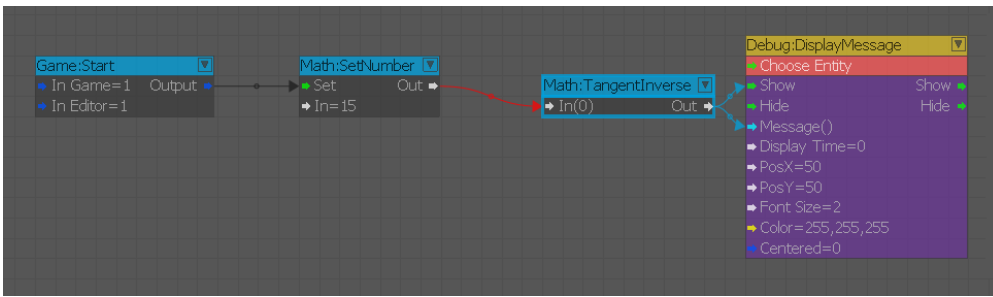 Game:Start
In Game=1 Output
In Editor=1
Math:SetNumber
Set Out
In=15
Math:TangentInverse
In(0) Out
Debug:DisplayMessage
Choose Entity
Show Show
Hide Hide
Message()
Display Time=0
PosX=50
PosY=50
Font Size=2
Color=255,255,255
Centered=0